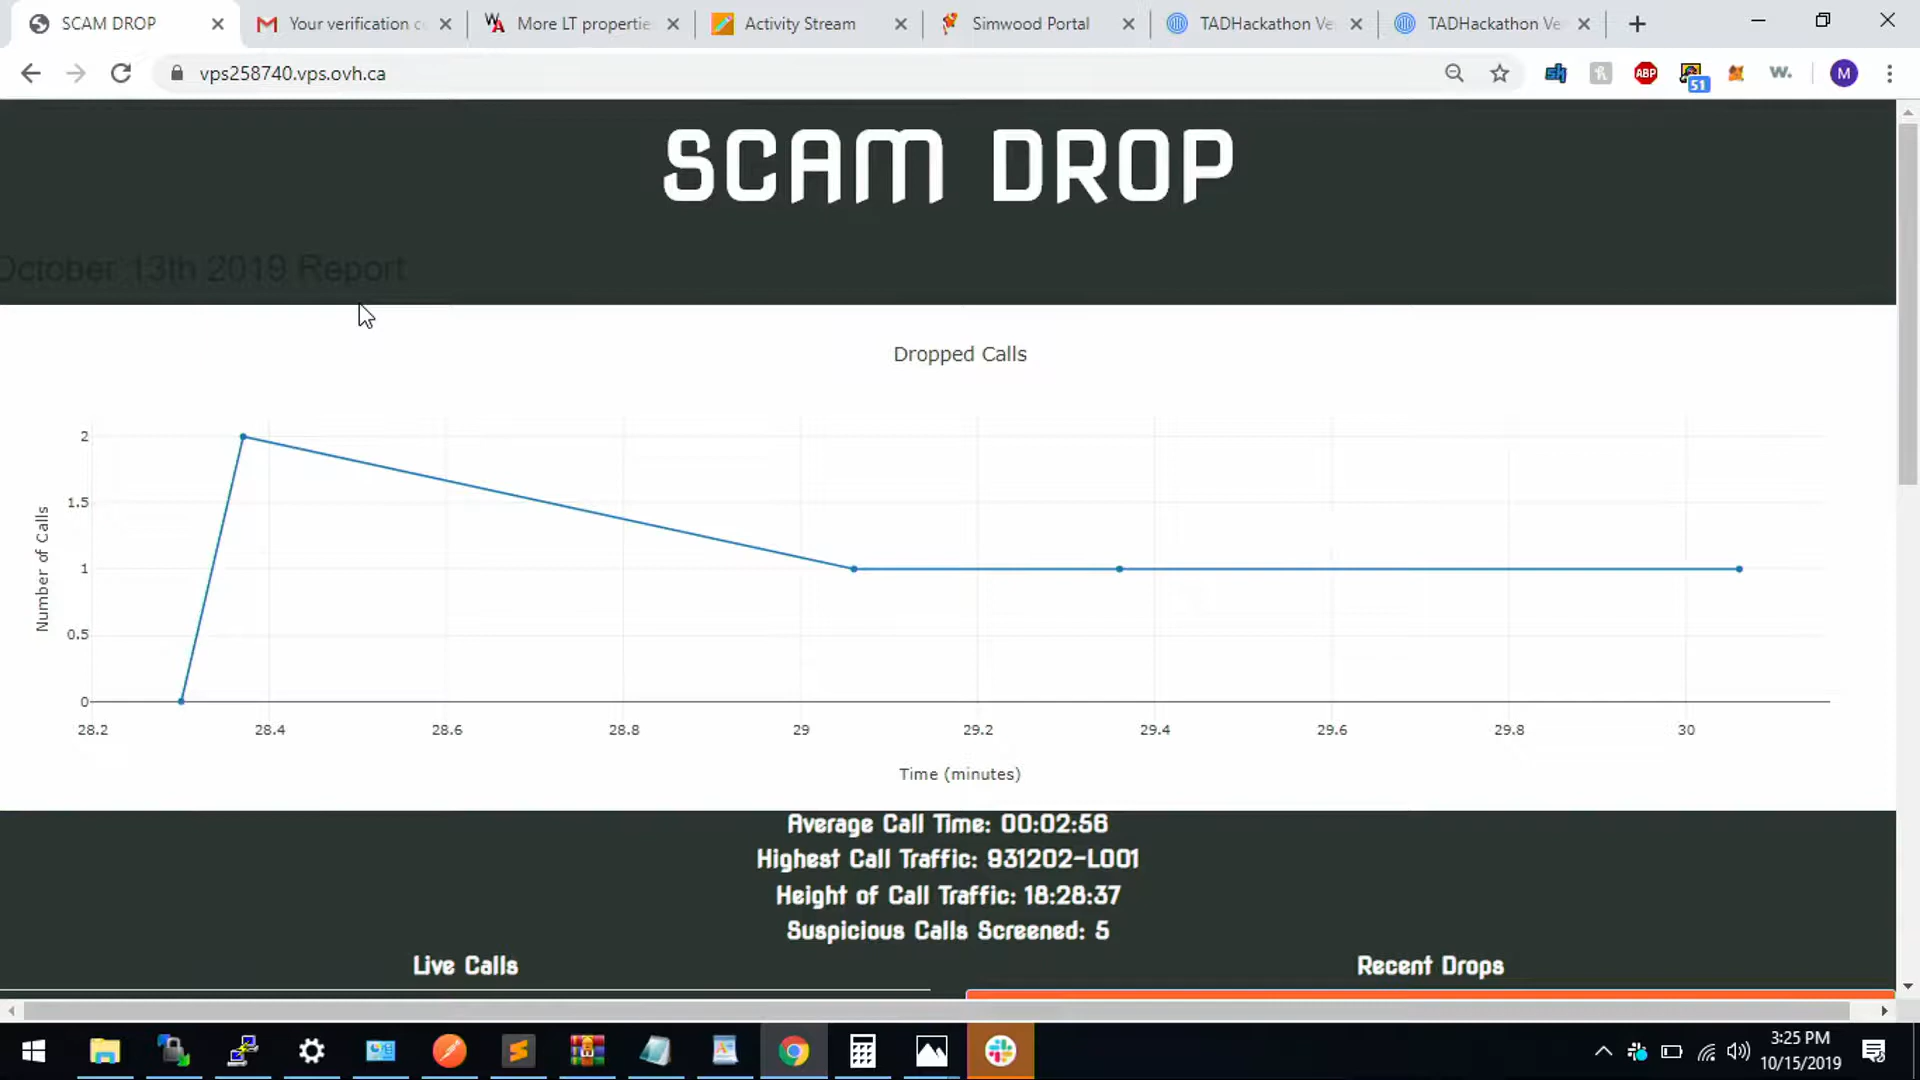 SCAM DROP
Your verification c
More LT propertie
Activity Stream
Simwood Portal
TADHackathon Ve
TADHackathon Ve
vps258740.vps.ovh.ca
ABP
51
W.
M
SCAM DROP
October 13th 2019 Report
Dropped Calls
Number of Calls
2
1.5
1
0.5
0
28.2 28.4 28.6 28.8 29 29.2 29.4 29.6 29.8 30
Time (minutes)
Average Call Time: 00:02:56
Highest Call Traffic: 931202-L001
Height of Call Traffic: 18:28:37
Suspicious Calls Screened: 5
Live Calls
Recent Drops
3:25 PM
10/15/2019